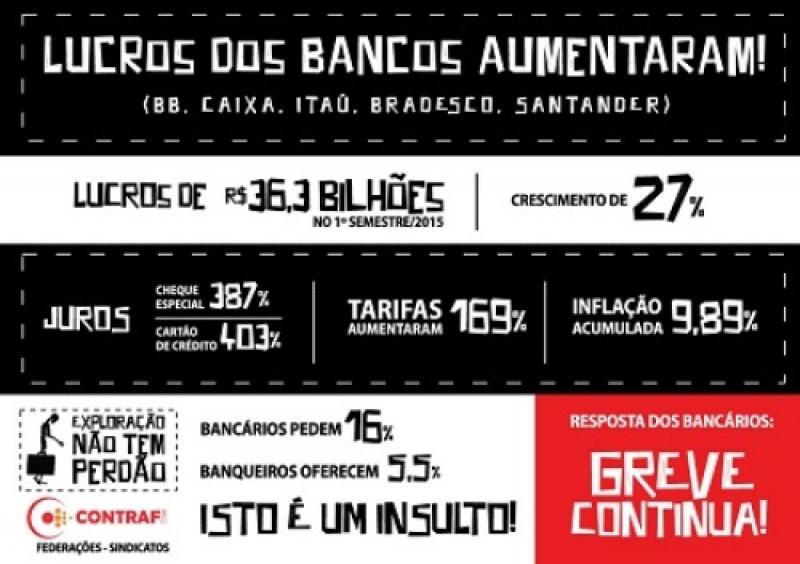 LUCROS DOS BANCOS AUMENTARAM!
(BB, CAIXA, ITAÚ, BRADESCO, SANTANDER)
LUCROS DE R$36,3 BILHÕES
NO 1º SEMESTRE/2015
CRESCIMENTO DE 27%
JUROS
CHEQUE ESPECIAL 387%
CARTÃO DE CRÉDITO 403%
TARIFAS
AUMENTARAM 169%
INFLAÇÃO
ACUMULADA 9,89%
EXPLORAÇÃO
NÃO TEM
PERDÃO
CONTRAF
FEDERAÇÕES - SINDICATOS
BANCÁRIOS PEDEM 16%
BANQUEIROS OFERECEM 5,5%
ISTO É UM INSULTO!
RESPOSTA DOS BANCÁRIOS:
GREVE
CONTINUA!